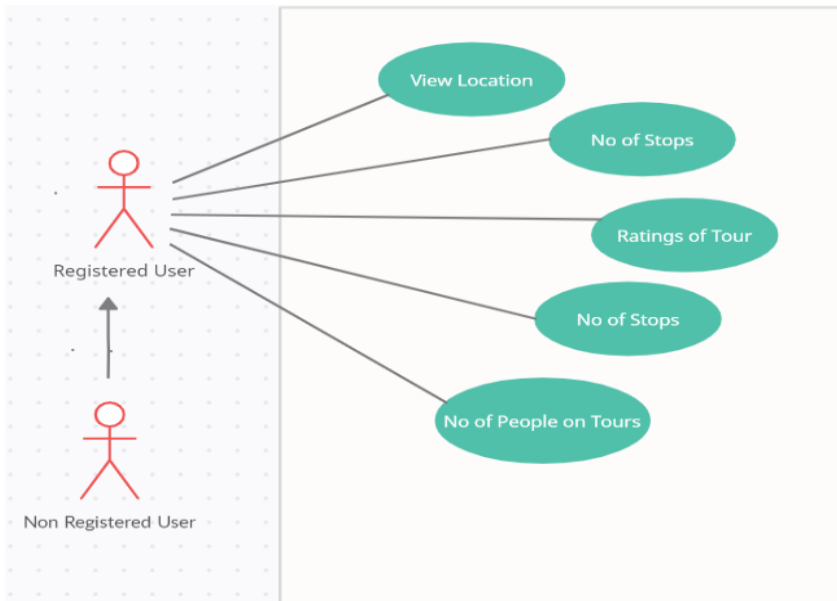 View Location
No of Stops
Ratings of Tour
Registered User
No of Stops
No of People on Tours
Non Registered User